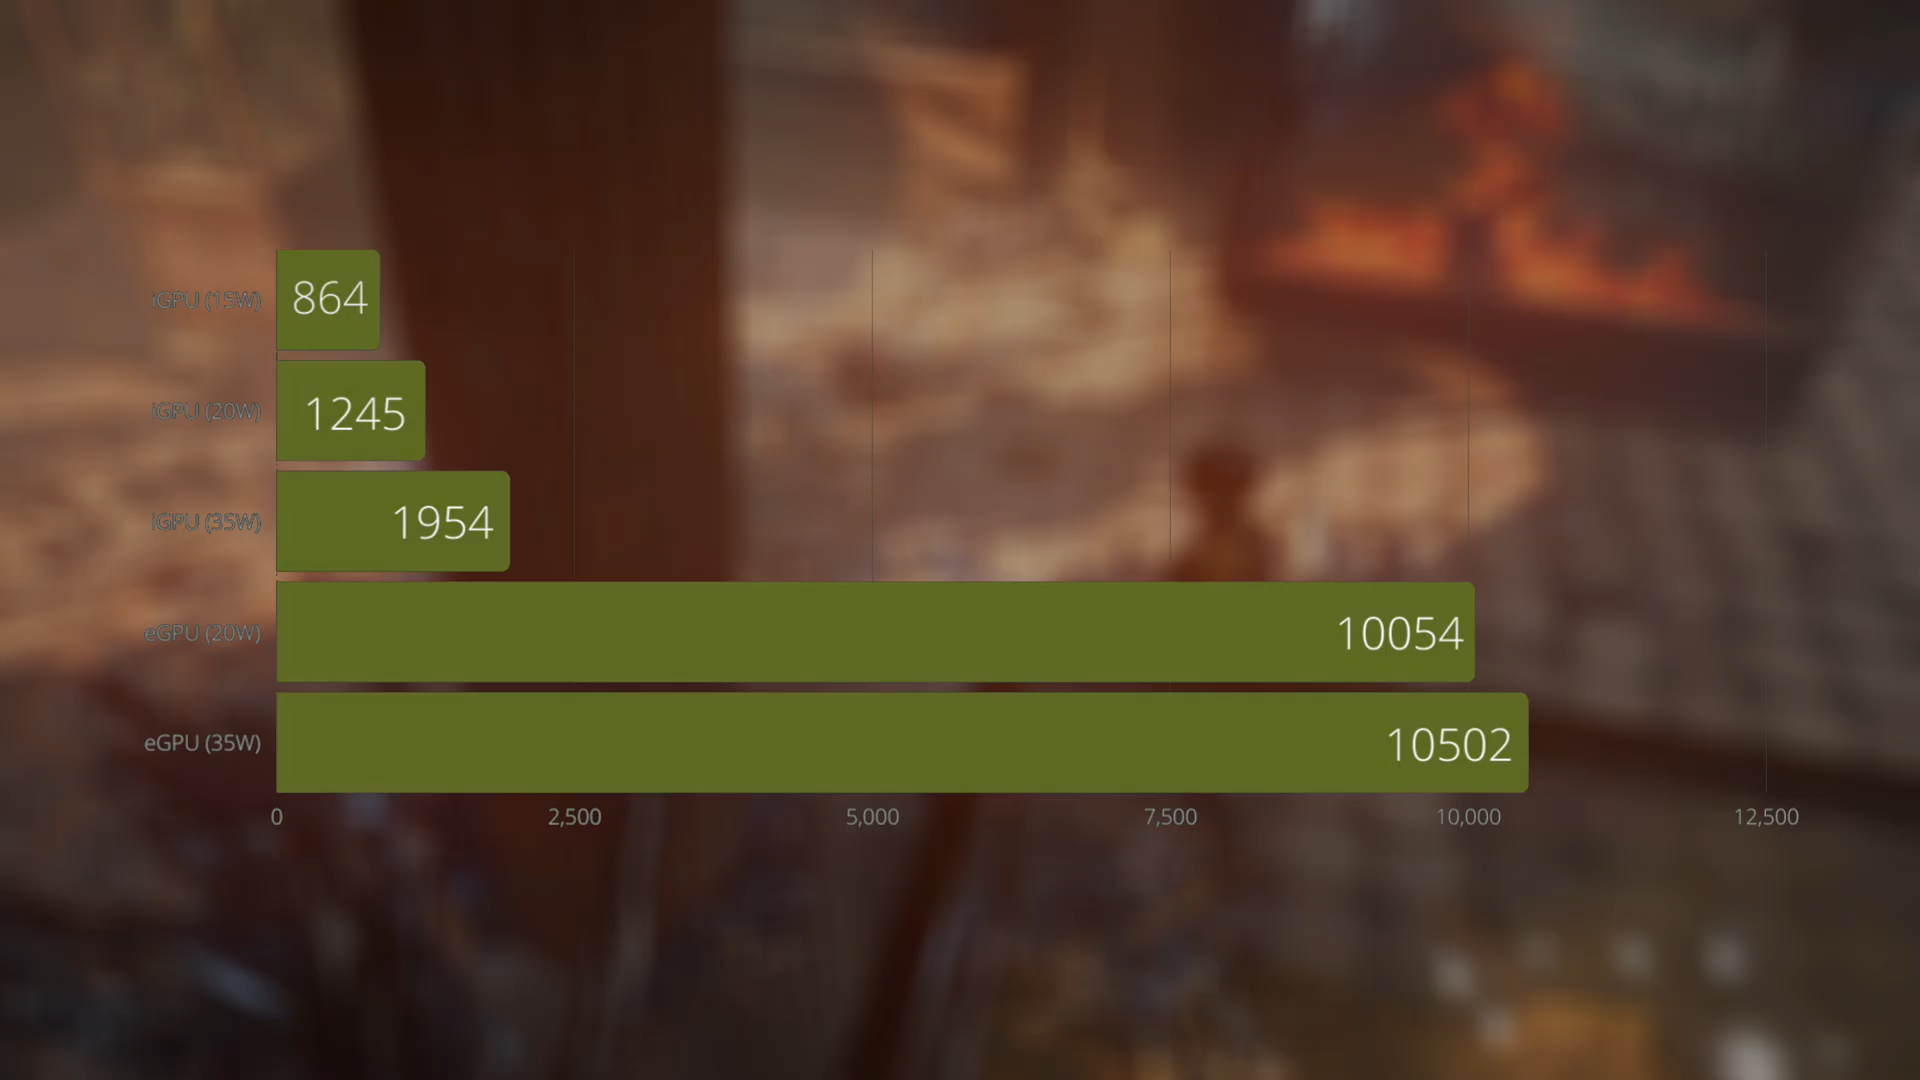 iGPU (15W) 864
iGPU (20W) 1245
iGPU (35W) 1954
eGPU (20W) 10054
eGPU (35W) 10502
0 2,500 5,000 7,500 10,000 12,500